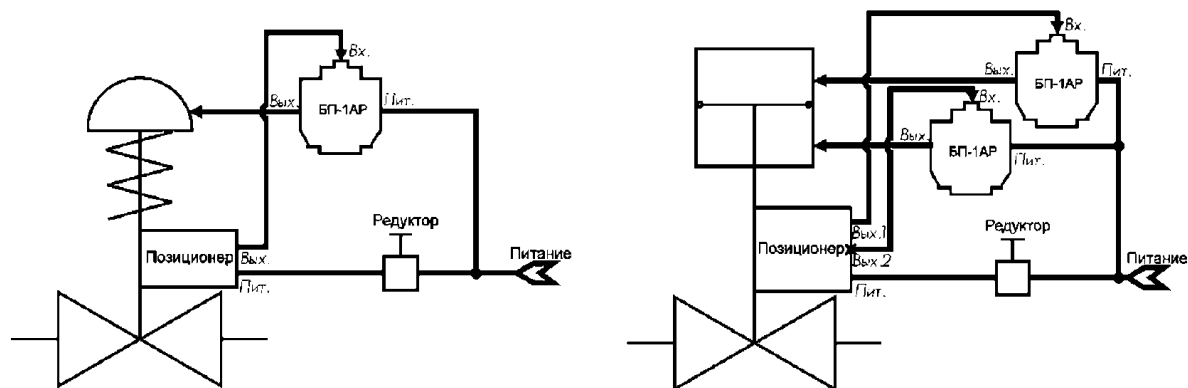 Вх.
Вых.
БП-1АР
Пит.
Редуктор
Позиционер
Вых.
Питание
Пит.
Вх.
Вых.
БП-1АР
Пит.
Вх.
Вых.
БП-1АР
Пит.
Вых.1
Редуктор
Позиционер
Вых.2
Питание
Пит.